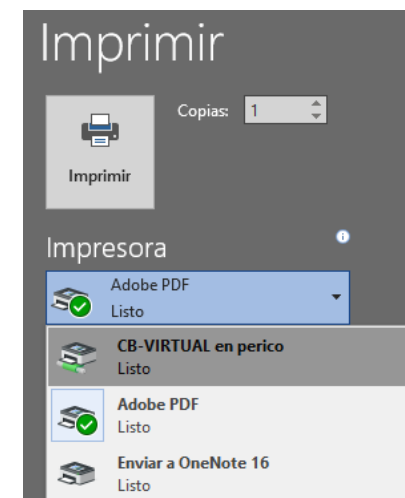 Imprimir
Copias: 1
Imprimir
Impresora
Adobe PDF
Listo
CB-VIRTUAL en perico
Listo
Adobe PDF
Listo
Enviar a OneNote 16
Listo